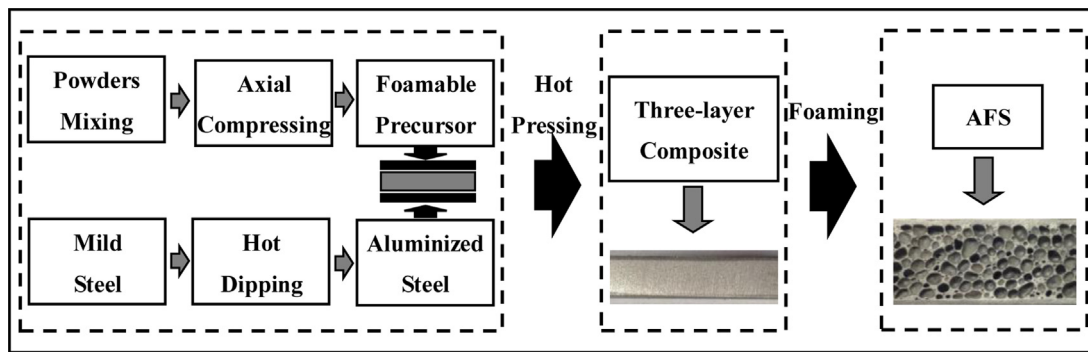 Powders
Mixing
Axial
Compressing
Foamable
Precursor
Mild
Steel
Hot
Dipping
Aluminized
Steel
Hot
Pressing
Three-layer
Composite
Foaming
AFS